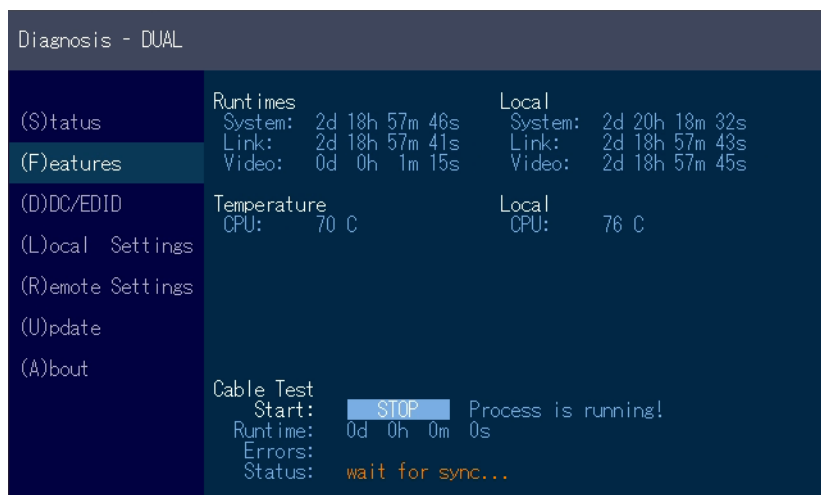 Diagnosis - DUAL
(S)tatus
(F)eatures
(D)DC/EDID
(L)ocal Settings
(R)emote Settings
(U)pdate
(A)bout
Runtimes Local
System: 2d 18h 57m 46s System: 2d 20h 18m 32s
Link: 2d 18h 57m 41s Link: 2d 18h 57m 43s
Video: 0d 0h 1m 15s Video: 2d 18h 57m 45s
Temperature Local
CPU: 70 C CPU: 76 C
Cable Test
Start: STOP Process is running!
Runtime: 0d 0h 0m 0s
Errors:
Status: wait for sync...